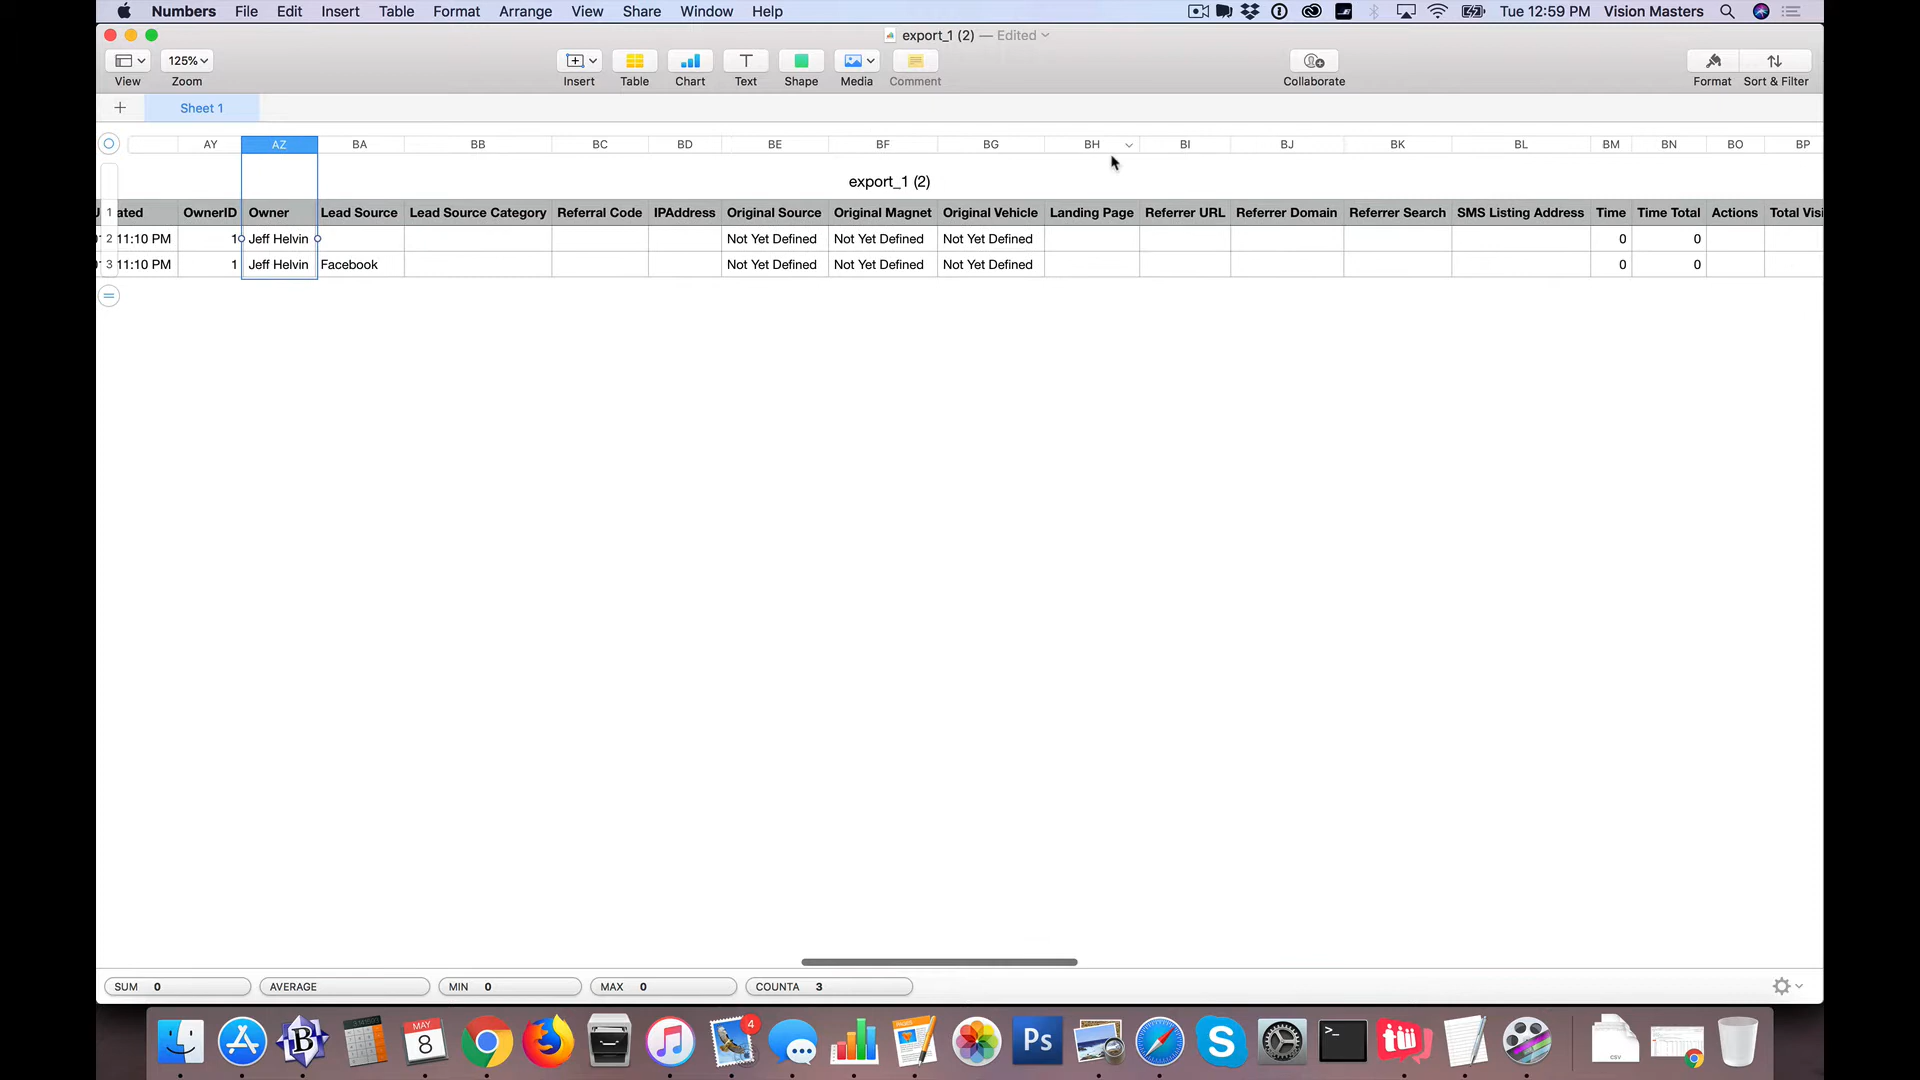 Numbers File Edit Insert Table Format Arrange View Share Window Help Tue 12:59 PM Vision Masters
export_1 (2) — Edited
125%
View Zoom Insert Table Chart Text Shape Media Comment Collaborate Format Sort & Filter
Sheet 1
AY AZ BA BB BC BD BE BF BG BH BI BJ BK BL BM BN BO BP
export_1 (2)
1 ated OwnerID Owner Lead Source Lead Source Category Referral Code IPAddress Original Source Original Magnet Original Vehicle Landing Page Referrer URL Referrer Domain Referrer Search SMS Listing Address Time Time Total Actions Total Visi
2 11:10 PM 1 Jeff Helvin Not Yet Defined Not Yet Defined Not Yet Defined 0 0
3 11:10 PM 1 Jeff Helvin Facebook Not Yet Defined Not Yet Defined Not Yet Defined 0 0
SUM 0 AVERAGE MIN 0 MAX 0 COUNTA 3
MAY
8
4
Ps
CSV